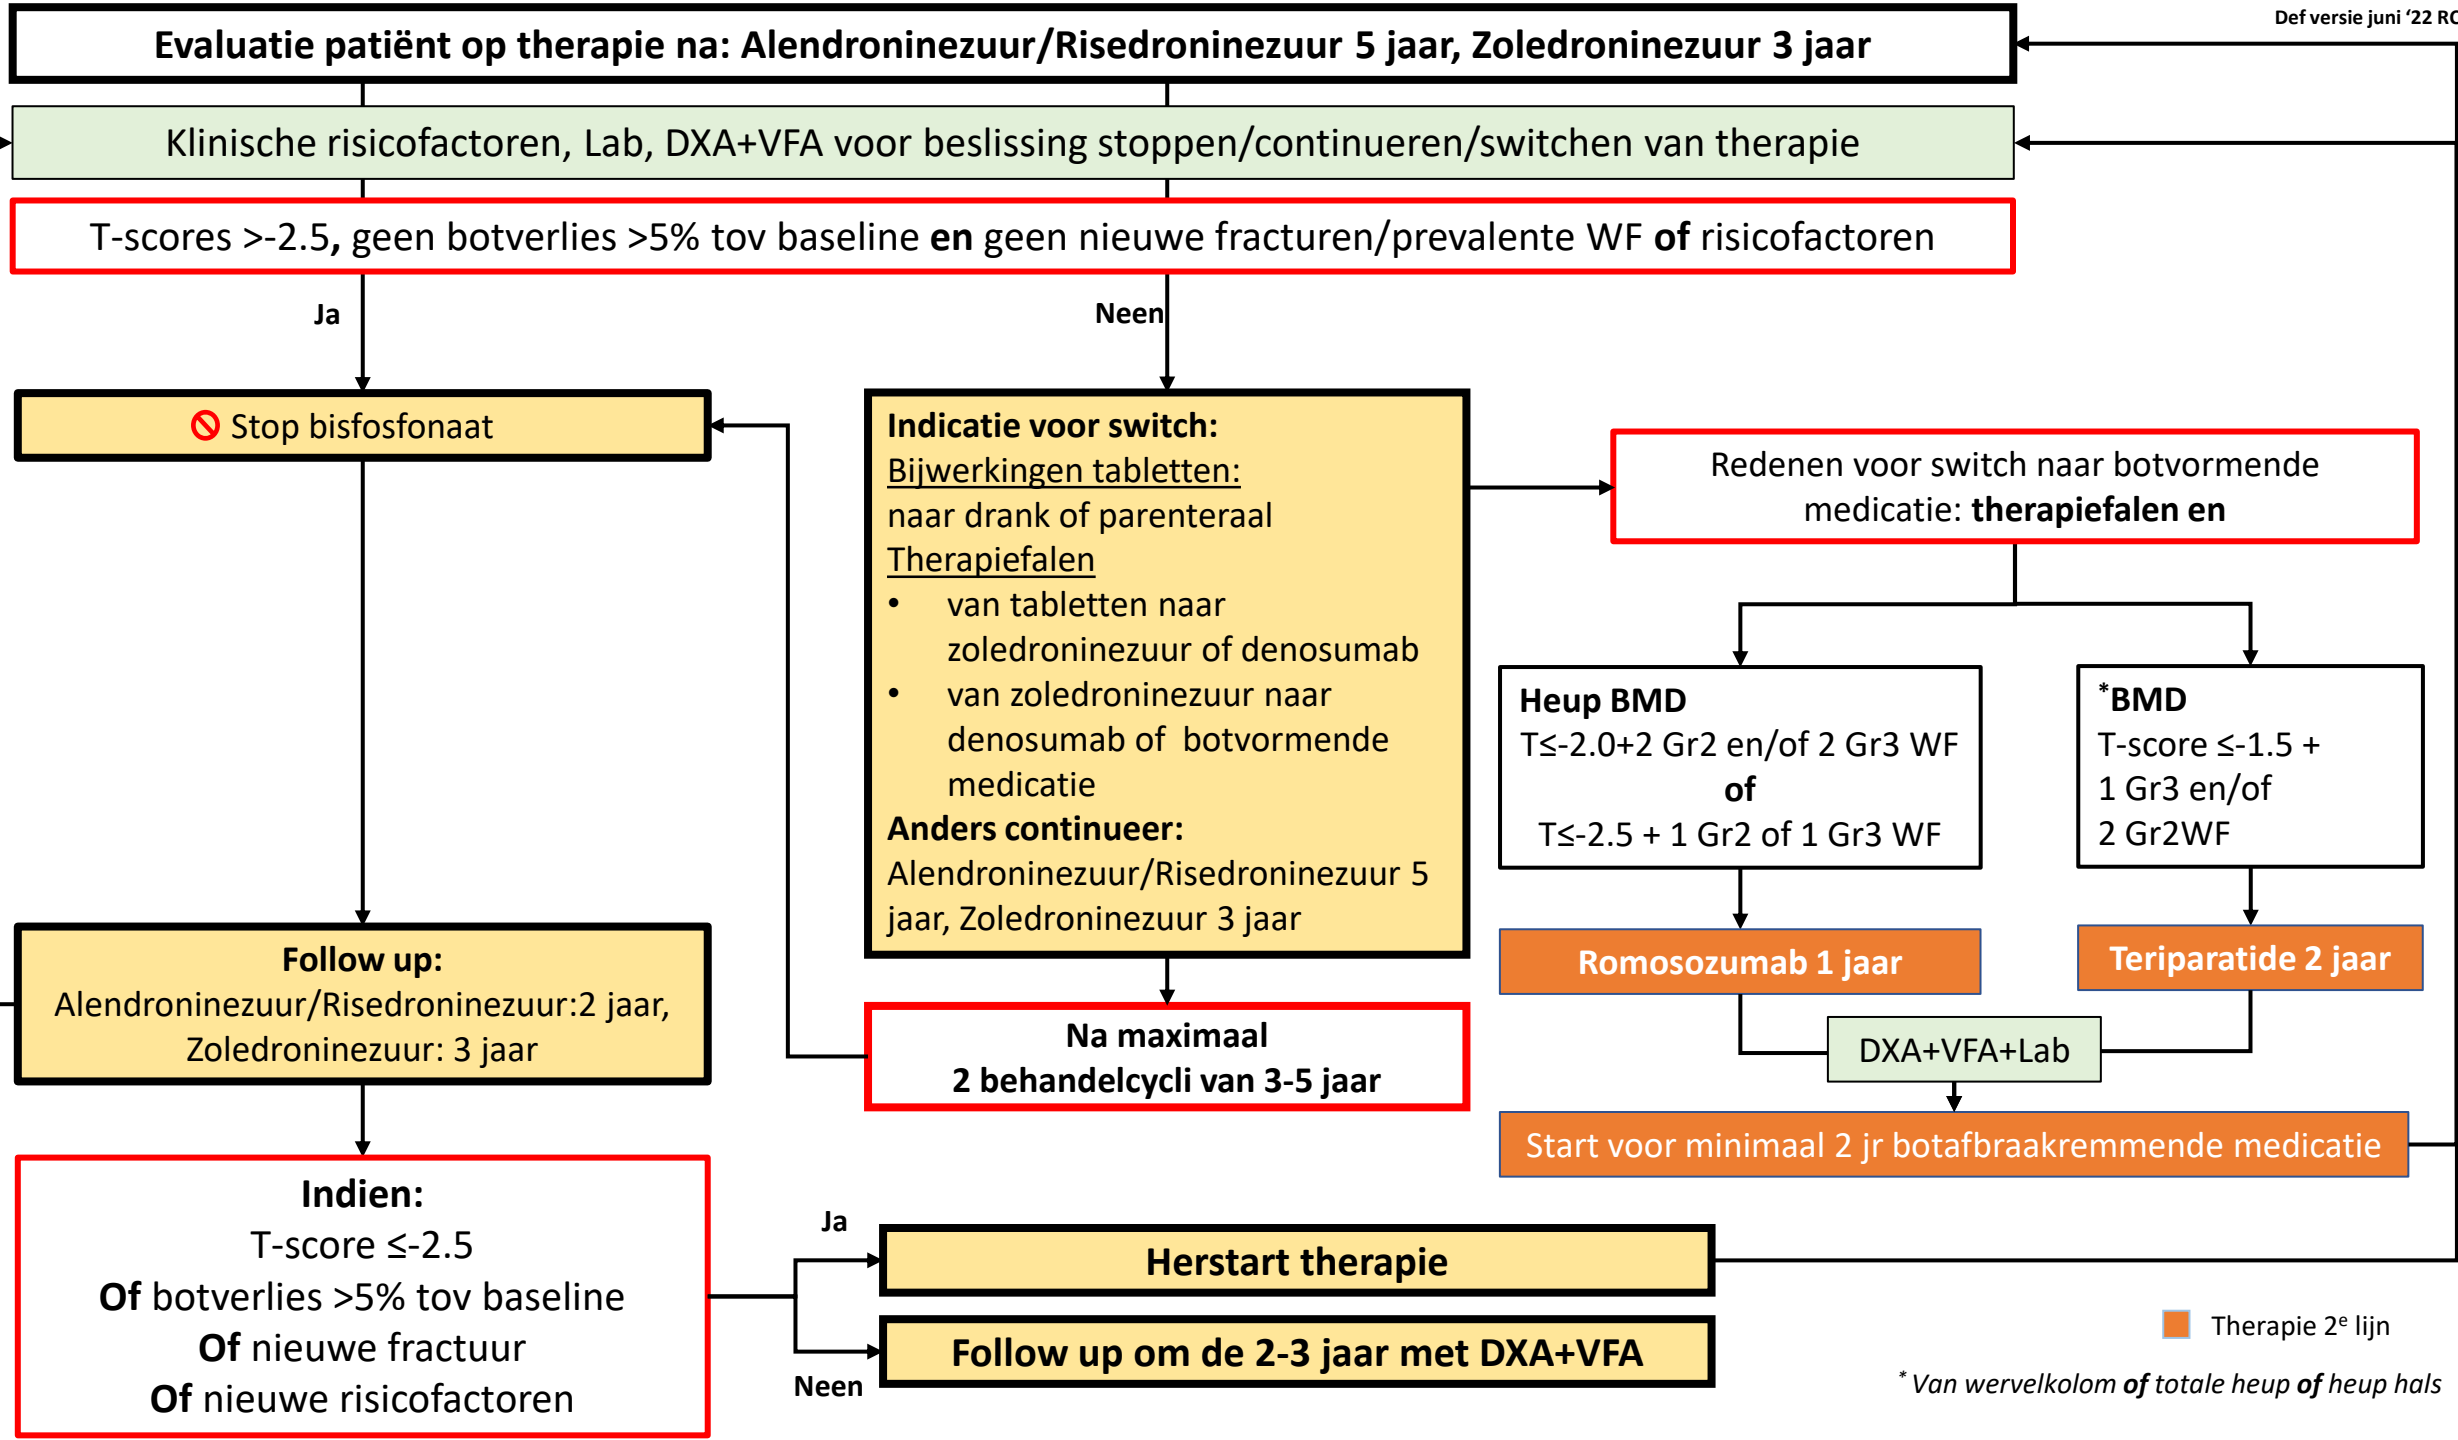 Def versie juni ‘22 RC
Evaluatie patiënt op therapie na: Alendroninezuur/Risedroninezuur 5 jaar, Zoledroninezuur 3 jaar
Klinische risicofactoren, Lab, DXA+VFA voor beslissing stoppen/continueren/switchen van therapie
T-scores >-2.5, geen botverlies >5% tov baseline en geen nieuwe fracturen/prevalente WF of risicofactoren
Ja
Neen
Stop bisfosfonaat
Indicatie voor switch:
Bijwerkingen tabletten:
naar drank of parenteraal
Therapiefalen
• van tabletten naar
zoledroninezuur of denosumab
• van zoledroninezuur naar
denosumab of botvormende
medicatie
Anders continueer:
Alendroninezuur/Risedroninezuur 5
jaar, Zoledroninezuur 3 jaar
Redenen voor switch naar botvormende
medicatie: therapiefalen en
Heup BMD
T≤-2.0+2 Gr2 en/of 2 Gr3 WF
of
T≤-2.5 + 1 Gr2 of 1 Gr3 WF
*BMD
T-score ≤-1.5 +
1 Gr3 en/of
2 Gr2WF
Romosozumab 1 jaar
Teriparatide 2 jaar
DXA+VFA+Lab
Start voor minimaal 2 jr botafbraakremmende medicatie
Follow up:
Alendroninezuur/Risedroninezuur:2 jaar,
Zoledroninezuur: 3 jaar
Na maximaal
2 behandelcycli van 3-5 jaar
Indien:
T-score ≤-2.5
Of botverlies >5% tov baseline
Of nieuwe fractuur
Of nieuwe risicofactoren
Ja
Herstart therapie
Neen
Follow up om de 2-3 jaar met DXA+VFA
Therapie 2e lijn
* Van wervelkolom of totale heup of heup hals